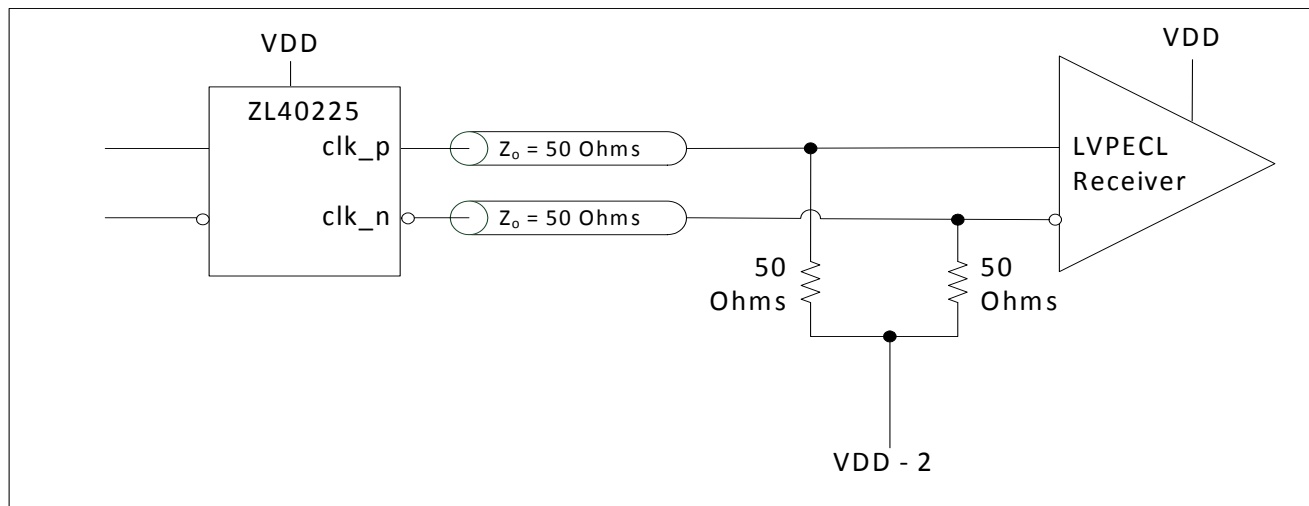 VDD
ZL40225
clk_p
clk_n
Zₒ = 50 Ohms
Zₒ = 50 Ohms
VDD
LVPECL
Receiver
50
Ohms
50
Ohms
VDD - 2